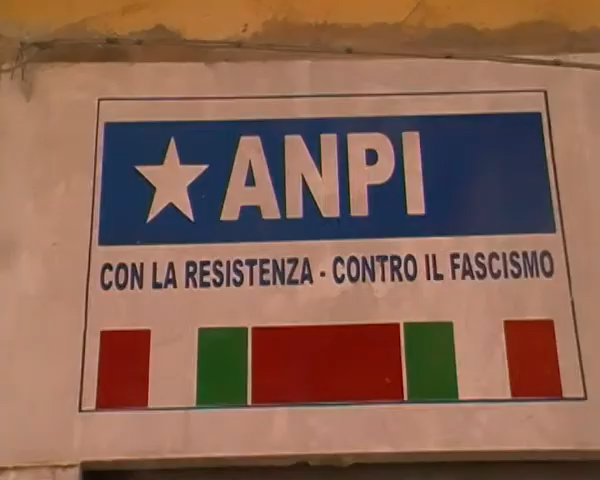 ANPI
CON LA RESISTENZA - CONTRO IL FASCISMO